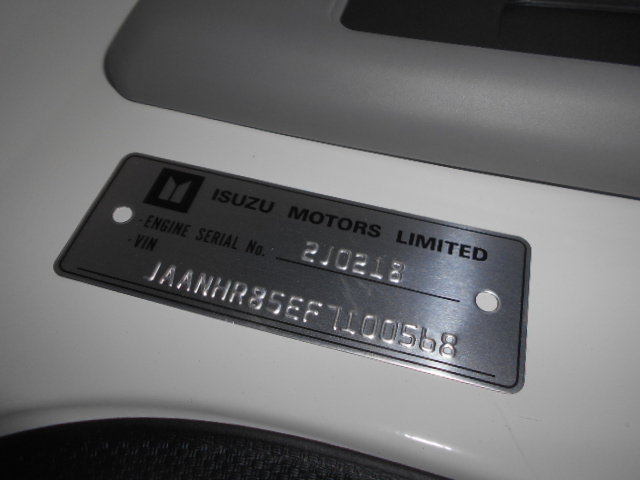 ISUZU MOTORS LIMITED
· ENGINE SERIAL No. 2J0218
· VIN
JAANHR85EF7100568